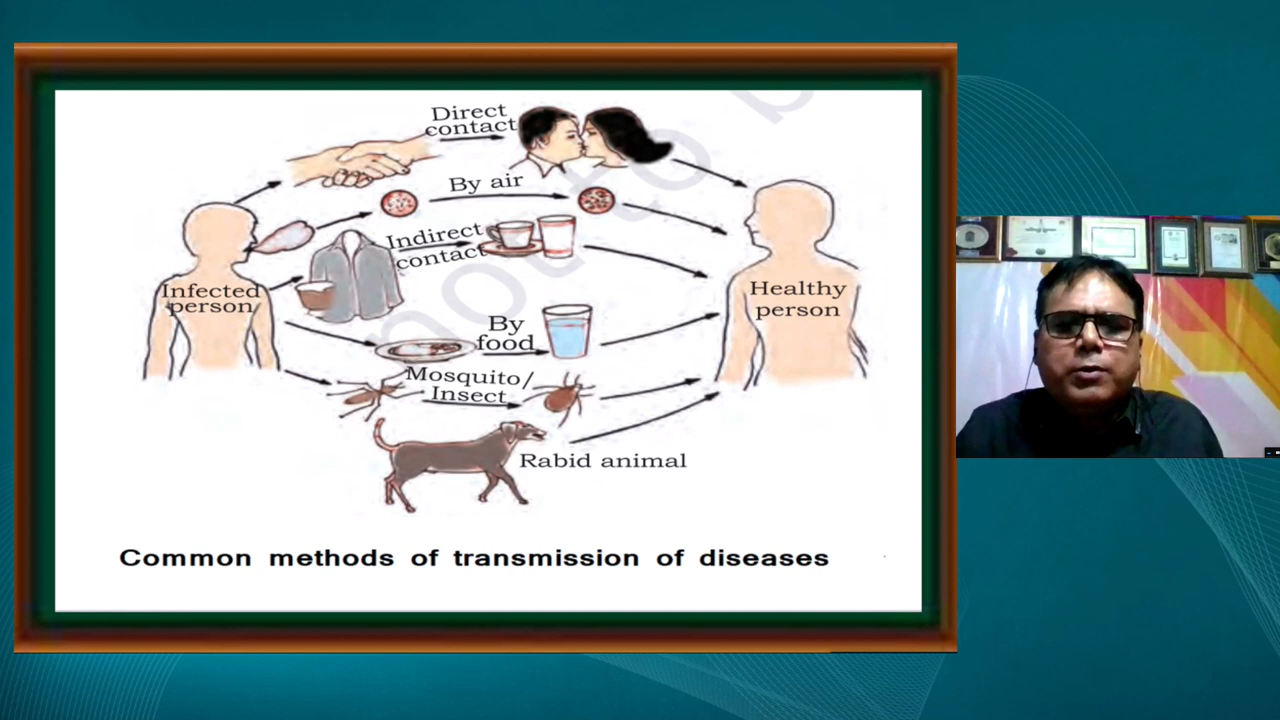 Direct
contact
By air
Indirect
contact
Infected
person
Healthy
person
By
food
Mosquito/
Insect
Rabid animal
Common methods of transmission of diseases